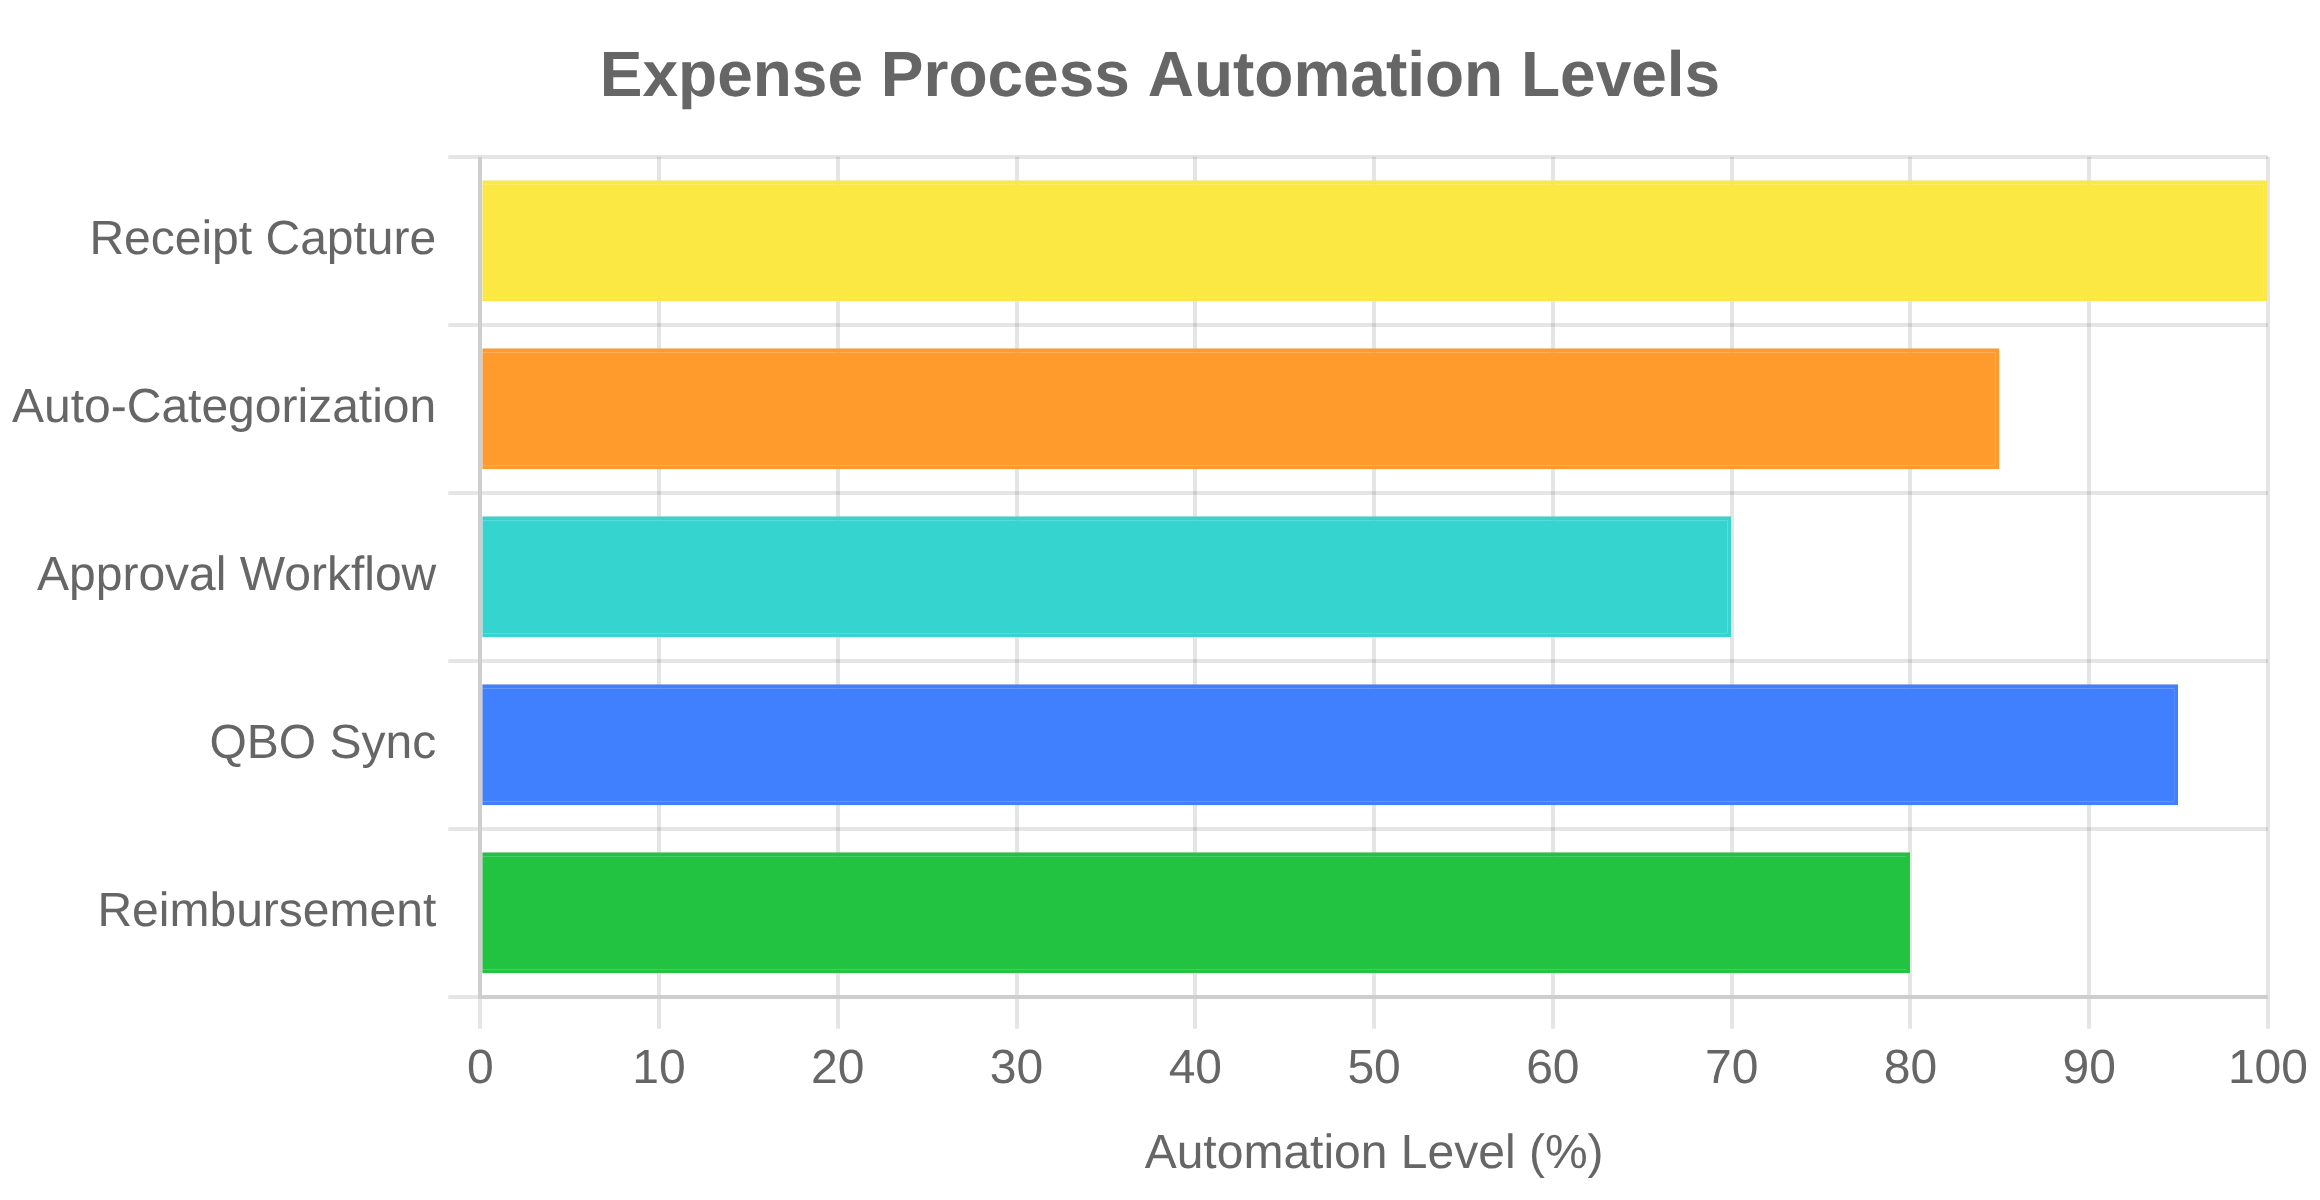 Expense Process Automation Levels
Receipt Capture
Auto-Categorization
Approval Workflow
QBO Sync
Reimbursement
0 10 20 30 40 50 60 70 80 90 100
Automation Level (%)